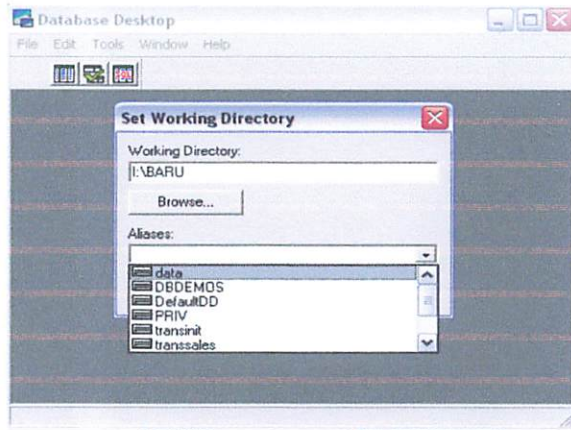 Database Desktop
File Edit Tools Window Help
Set Working Directory
Working Directory:
I:\BARU
Browse...
Aliases:
data
DBDEMOS
DefaultDD
PRIV
transinit
transsales